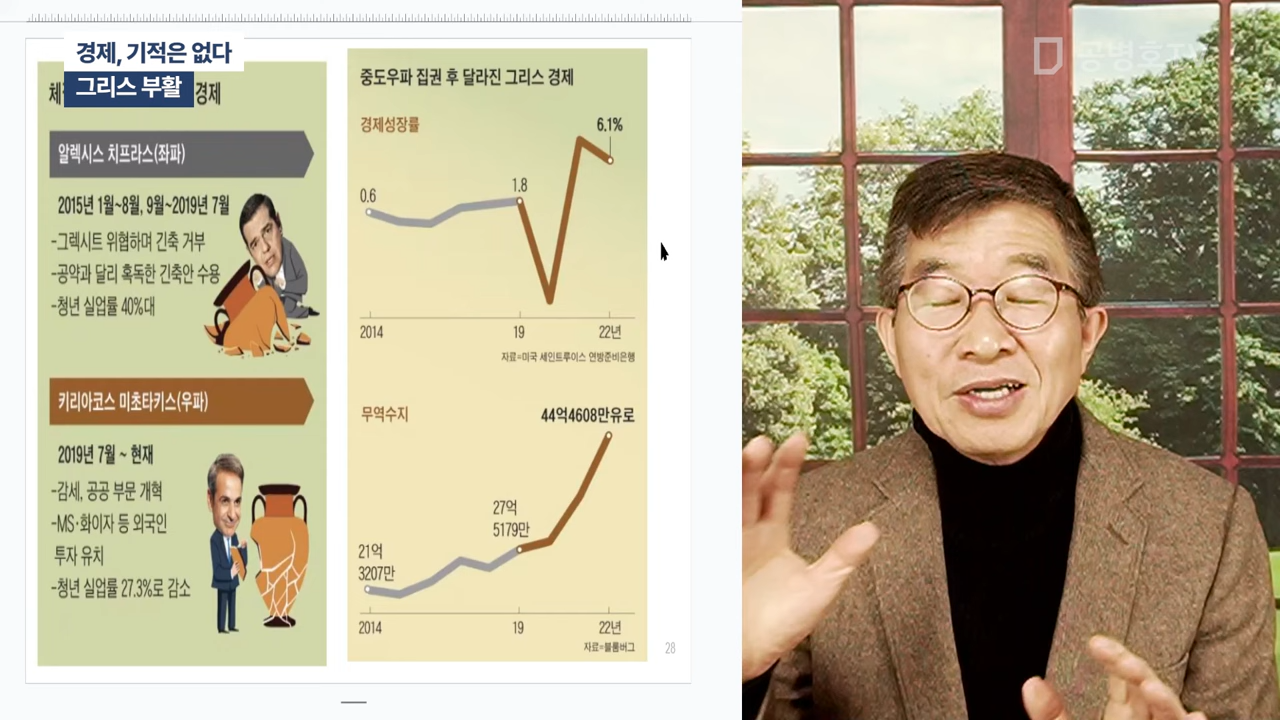 경제, 기적은 없다
그리스 부활
경제
알렉시스 치프라스(좌파)
2015년 1월~8월, 9월~2019년 7월
-그렉시트 위협하며 긴축 거부
-공약과 달리 혹독한 긴축안 수용
-청년 실업률 40%대
키리아코스 미초타키스(우파)
2019년 7월 ~ 현재
-감세, 공공 부문 개혁
-MS·화이자 등 외국인
투자 유치
-청년 실업률 27.3%로 감소
중도우파 집권 후 달라진 그리스 경제
경제성장률
6.1%
0.6
1.8
2014
19
22년
자료=미국 세인트루이스 연방준비은행
무역수지
44억4608만유로
27억
5179만
21억
3207만
2014
19
22년
자료=블룸버그
28
공병호TV